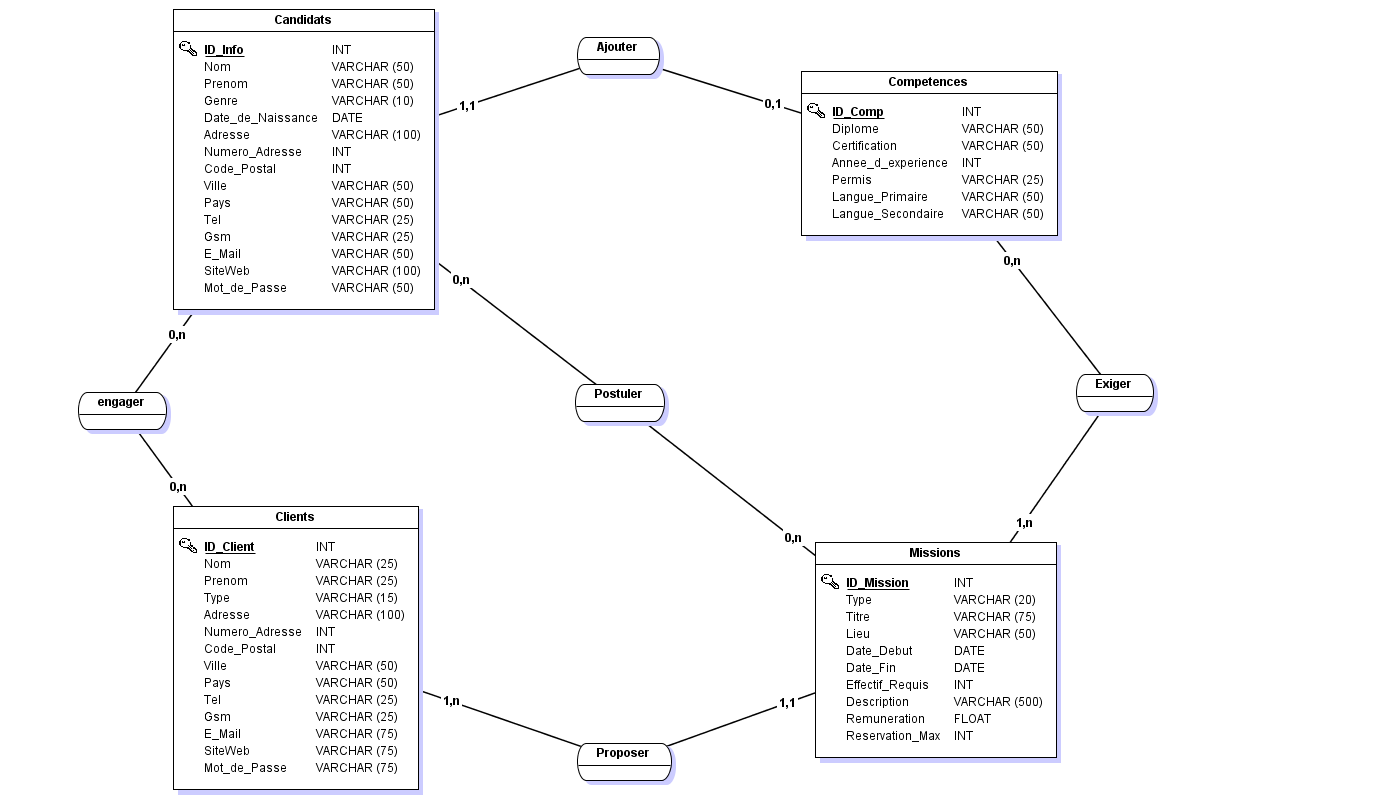 Candidats
ID_Info INT
Nom VARCHAR (50)
Prenom VARCHAR (50)
Genre VARCHAR (10)
Date_de_Naissance DATE
Adresse VARCHAR (100)
Numero_Adresse INT
Code_Postal INT
Ville VARCHAR (50)
Pays VARCHAR (50)
Tel VARCHAR (25)
Gsm VARCHAR (25)
E_Mail VARCHAR (50)
SiteWeb VARCHAR (100)
Mot_de_Passe VARCHAR (50)
Ajouter
1,1
0,1
Competences
ID_Comp INT
Diplome VARCHAR (50)
Certification VARCHAR (50)
Annee_d_experience INT
Permis VARCHAR (25)
Langue_Primaire VARCHAR (50)
Langue_Secondaire VARCHAR (50)
0,n
0,n
0,n
engager
Postuler
Exiger
0,n
0,n
1,n
Clients
ID_Client INT
Nom VARCHAR (25)
Prenom VARCHAR (25)
Type VARCHAR (15)
Adresse VARCHAR (100)
Numero_Adresse INT
Code_Postal INT
Ville VARCHAR (50)
Pays VARCHAR (50)
Tel VARCHAR (25)
Gsm VARCHAR (25)
E_Mail VARCHAR (75)
SiteWeb VARCHAR (75)
Mot_de_Passe VARCHAR (75)
1,n
Proposer
1,1
Missions
ID_Mission INT
Type VARCHAR (20)
Titre VARCHAR (75)
Lieu VARCHAR (50)
Date_Debut DATE
Date_Fin DATE
Effectif_Requis INT
Description VARCHAR (500)
Remuneration FLOAT
Reservation_Max INT